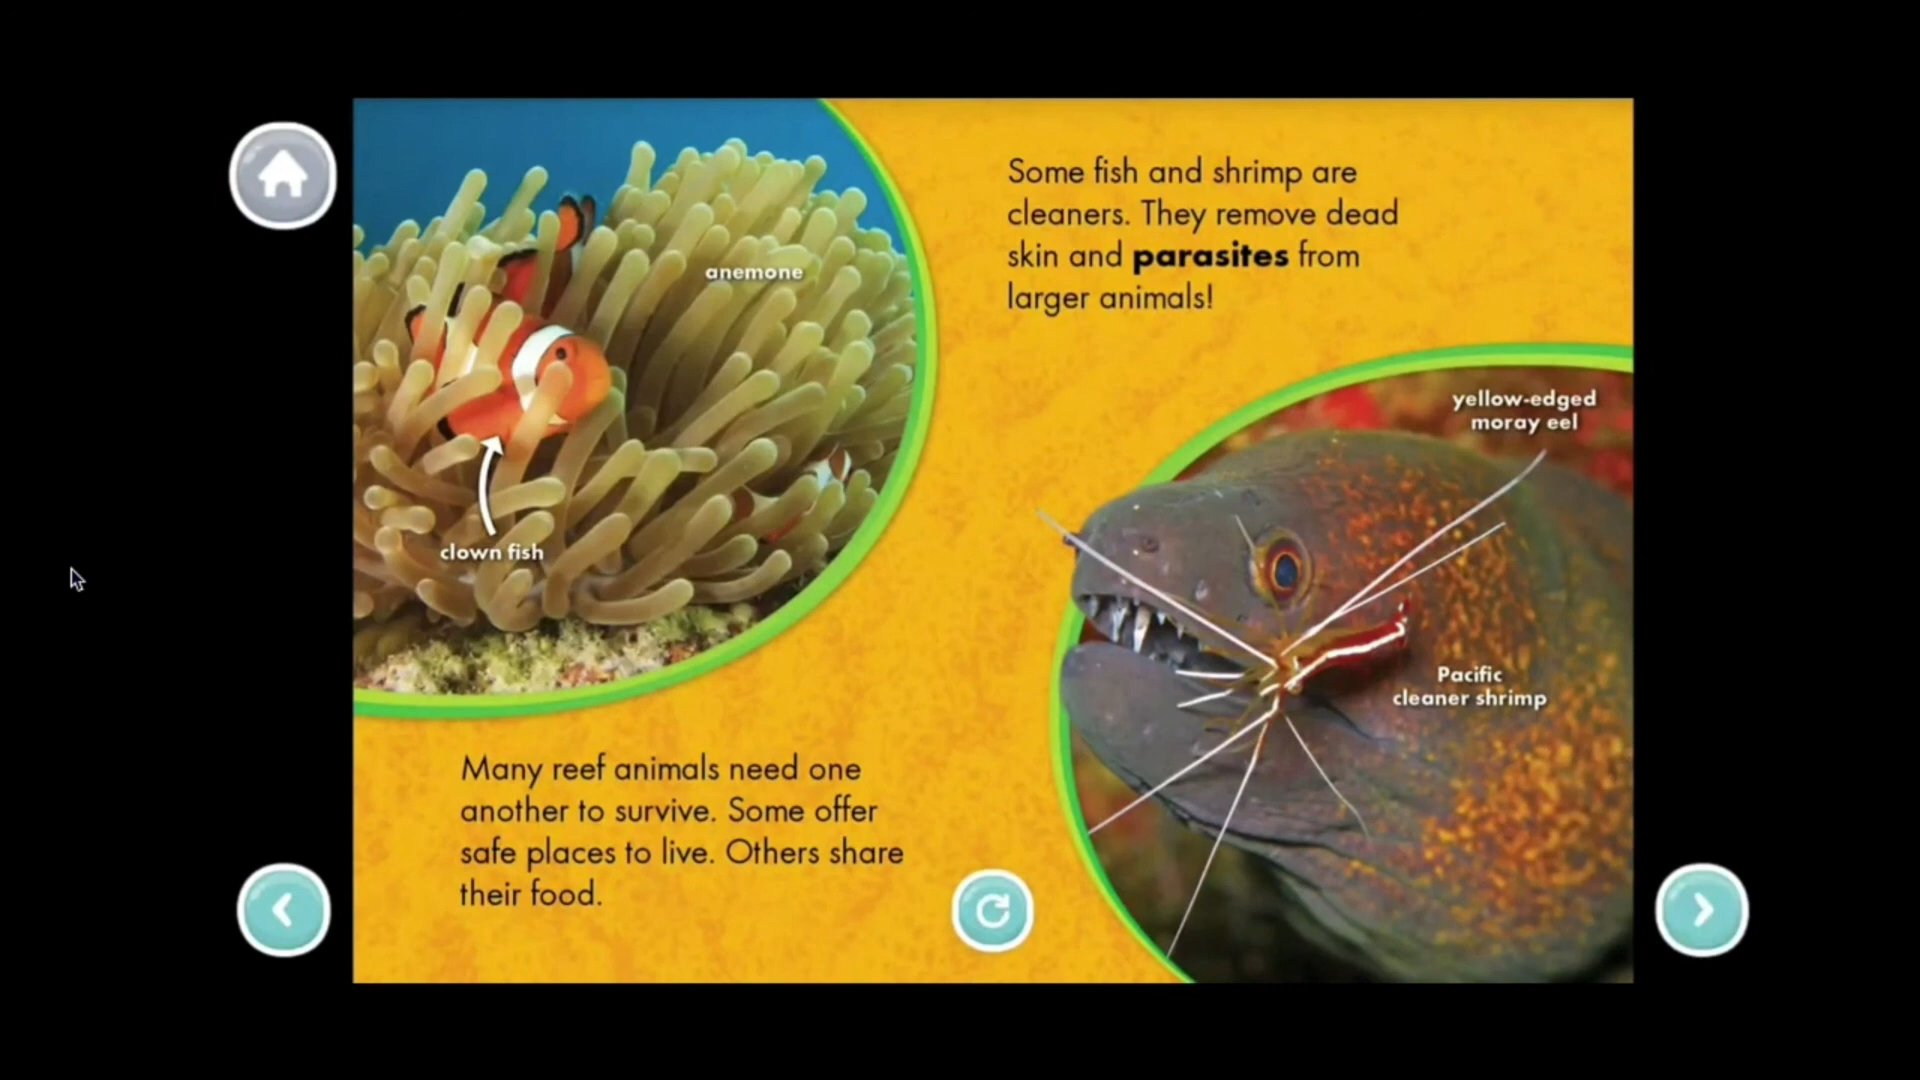 anemone
clown fish
Many reef animals need one
another to survive. Some offer
safe places to live. Others share
their food.
Some fish and shrimp are
cleaners. They remove dead
skin and parasites from
larger animals!
yellow-edged
moray eel
Pacific
cleaner shrimp